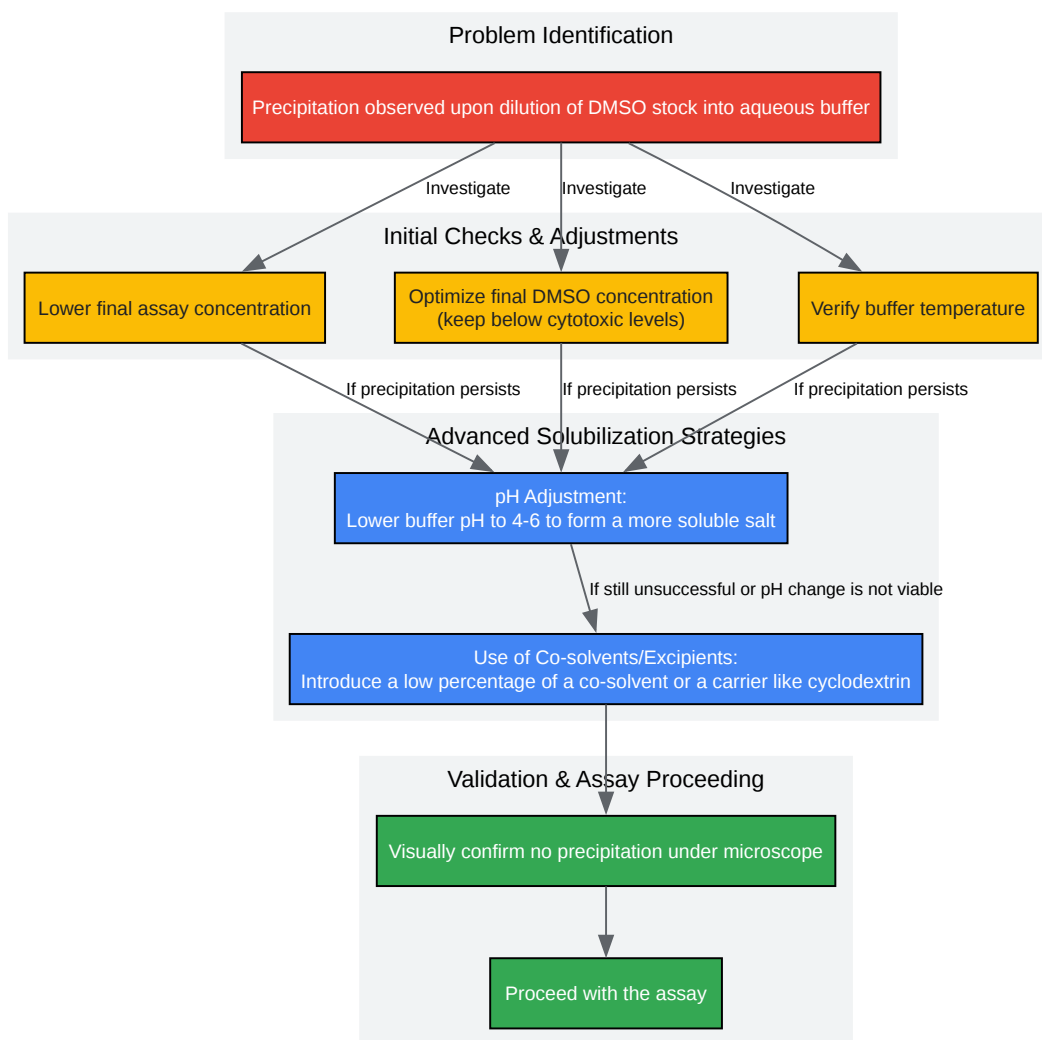 Problem Identification
Precipitation observed upon dilution of DMSO stock into aqueous buffer
Investigate
Investigate
Investigate
Initial Checks & Adjustments
Lower final assay concentration
Optimize final DMSO concentration
(keep below cytotoxic levels)
Verify buffer temperature
If precipitation persists
If precipitation persists
If precipitation persists
Advanced Solubilization Strategies
pH Adjustment:
Lower buffer pH to 4-6 to form a more soluble salt
If still unsuccessful or pH change is not viable
Use of Co-solvents/Excipients:
Introduce a low percentage of a co-solvent or a carrier like cyclodextrin
Validation & Assay Proceeding
Visually confirm no precipitation under microscope
Proceed with the assay